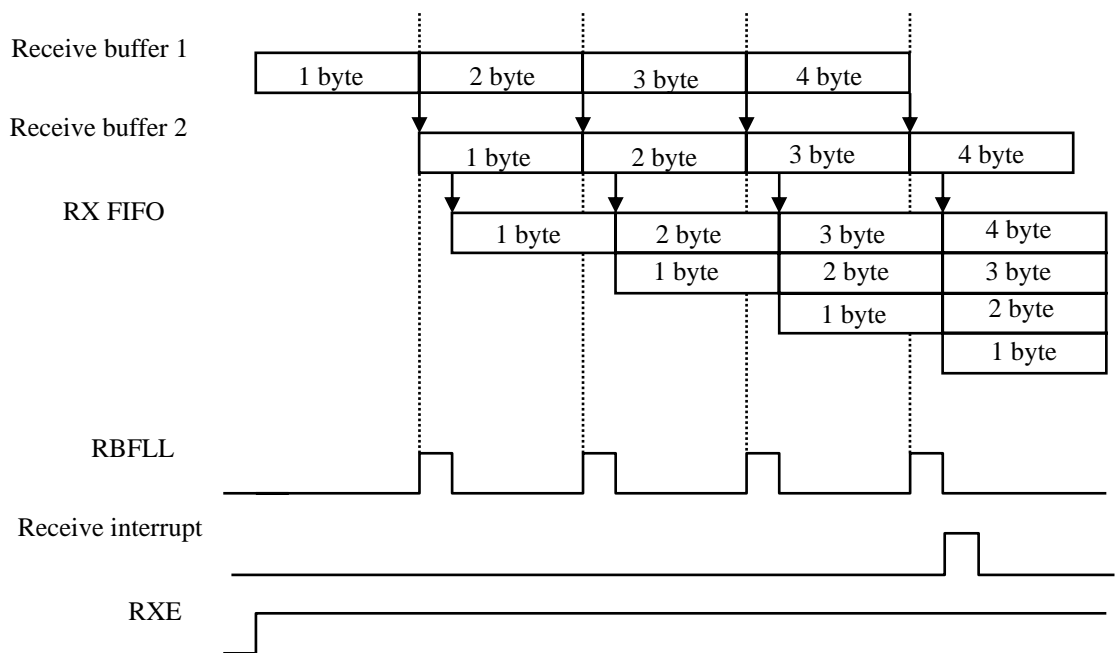 Receive buffer 1
1 byte 2 byte 3 byte 4 byte
Receive buffer 2
1 byte 2 byte 3 byte 4 byte
RX FIFO
1 byte 2 byte 3 byte 4 byte
1 byte 2 byte 3 byte
1 byte 2 byte
1 byte
RBFLL
Receive interrupt
RXE